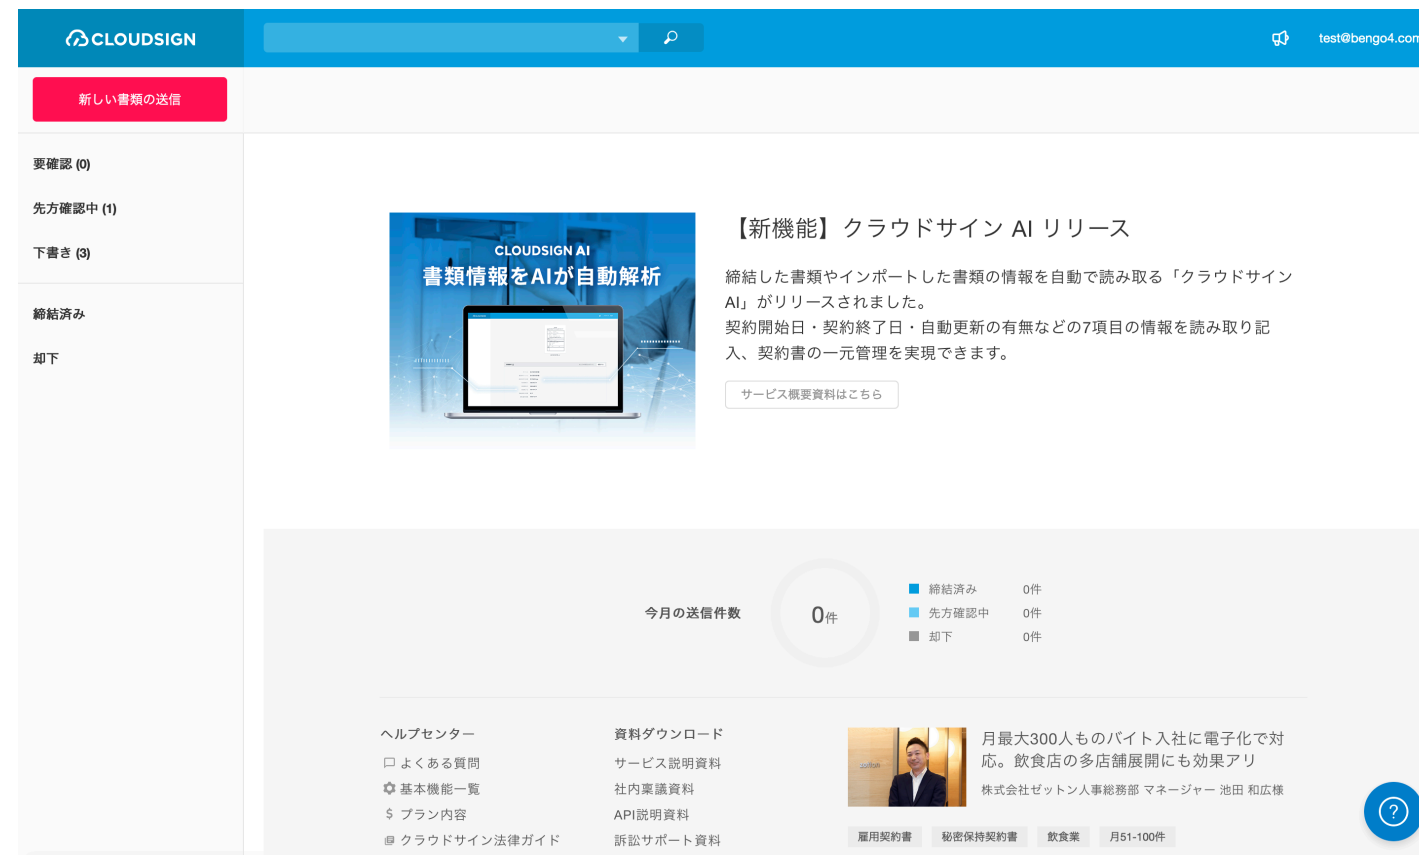 CLOUDSIGN
test@bengo4.com
新しい書類の送信
要確認 (0)
先方確認中 (1)
下書き (3)
締結済み
却下
CLOUDSIGN AI
書類情報をAIが自動解析
【新機能】クラウドサイン AI リリース
締結した書類やインポートした書類の情報を自動で読み取る「クラウドサイン
AI」がリリースされました。
契約開始日・契約終了日・自動更新の有無などの7項目の情報を読み取り記
入、契約書の一元管理を実現できます。
サービス概要資料はこちら
今月の送信件数
0件
締結済み 0件
先方確認中 0件
却下 0件
ヘルプセンター
よくある質問
基本機能一覧
プラン内容
クラウドサイン法律ガイド
資料ダウンロード
サービス説明資料
社内稟議資料
API説明資料
訴訟サポート資料
月最大300人ものバイト入社に電子化で対
応。飲食店の多店舗展開にも効果アリ
株式会社ゼットン人事総務部 マネージャー 池田 和広様
雇用契約書 秘密保持契約書 飲食業 月51-100件